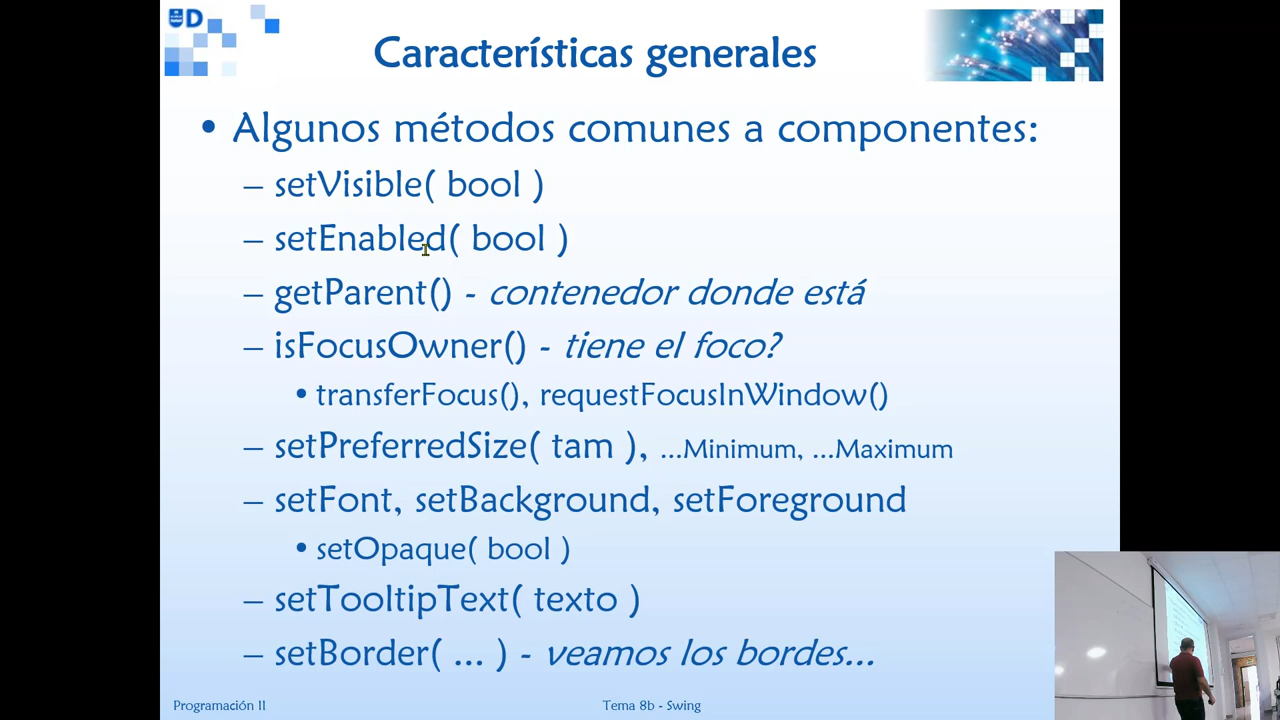 D
Características generales
• Algunos métodos comunes a componentes:
– setVisible( bool )
– setEnabled( bool )
– getParent() - contenedor donde está
– isFocusOwner() - tiene el foco?
• transferFocus(), requestFocusInWindow()
– setPreferredSize( tam ), ...Minimum, ...Maximum
– setFont, setBackground, setForeground
• setOpaque( bool )
– setTooltipText( texto )
– setBorder( ... ) - veamos los bordes...
Programación II
Tema 8b - Swing